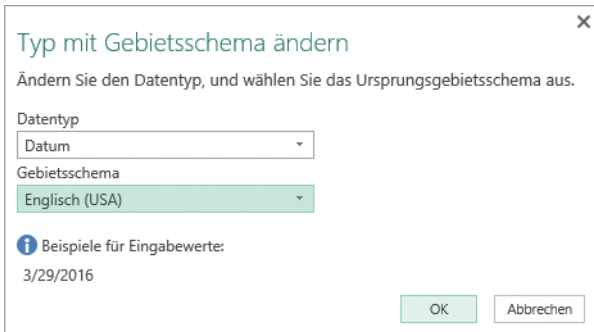 Typ mit Gebietsschema ändern
Ändern Sie den Datentyp, und wählen Sie das Ursprungsgebietsschema aus.
Datentyp
Datum
Gebietsschema
Englisch (USA)
Beispiele für Eingabewerte:
3/29/2016
OK Abbrechen